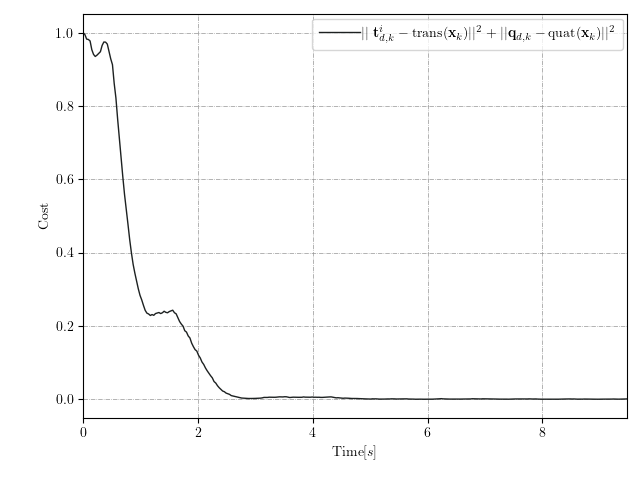 || t^i_{d,k} − trans(x_k)||² + ||q_{d,k} − quat(x_k)||²
1.0
0.8
0.6
0.4
0.2
0.0
Cost
0 2 4 6 8
Time[s]